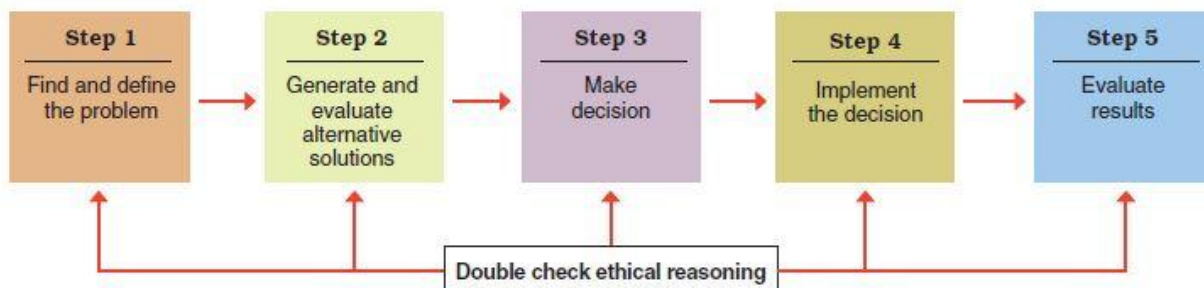 Step 1
Find and define
the problem
Step 2
Generate and
evaluate
alternative
solutions
Step 3
Make
decision
Step 4
Implement
the decision
Step 5
Evaluate
results
Double check ethical reasoning